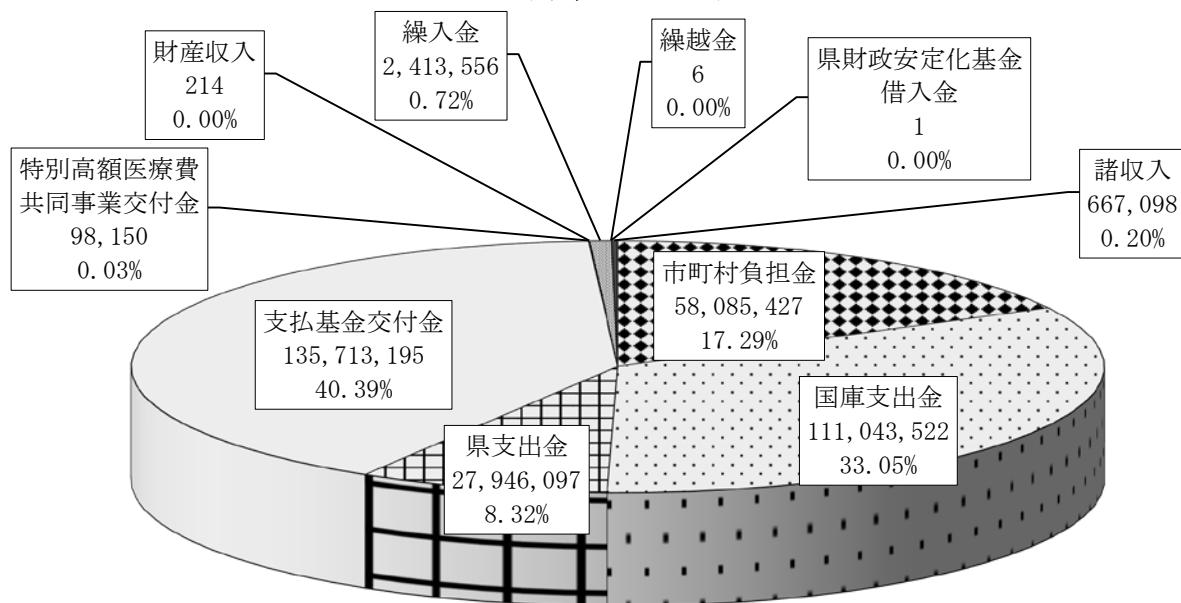 財産収入
214
0.00%
繰入金
2,413,556
0.72%
繰越金
6
0.00%
県財政安定化基金
借入金
1
0.00%
特別高額医療費
共同事業交付金
98,150
0.03%
諸収入
667,098
0.20%
市町村負担金
58,085,427
17.29%
支払基金交付金
135,713,195
40.39%
国庫支出金
111,043,522
33.05%
県支出金
27,946,097
8.32%